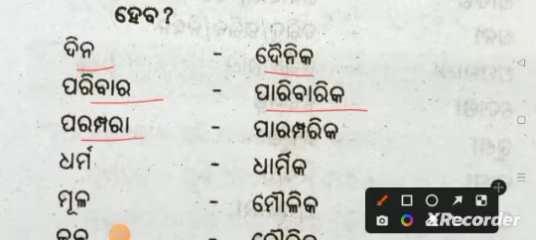 ହେବ?
ଦିନ - ଦୈନିକ
ପରିବାର - ପାରିବାରିକ
ପରମ୍ପରା - ପାରମ୍ପରିକ
ଧର୍ମ - ଧାର୍ମିକ
ମୂଳ - ମୌଳିକ
XRecorder